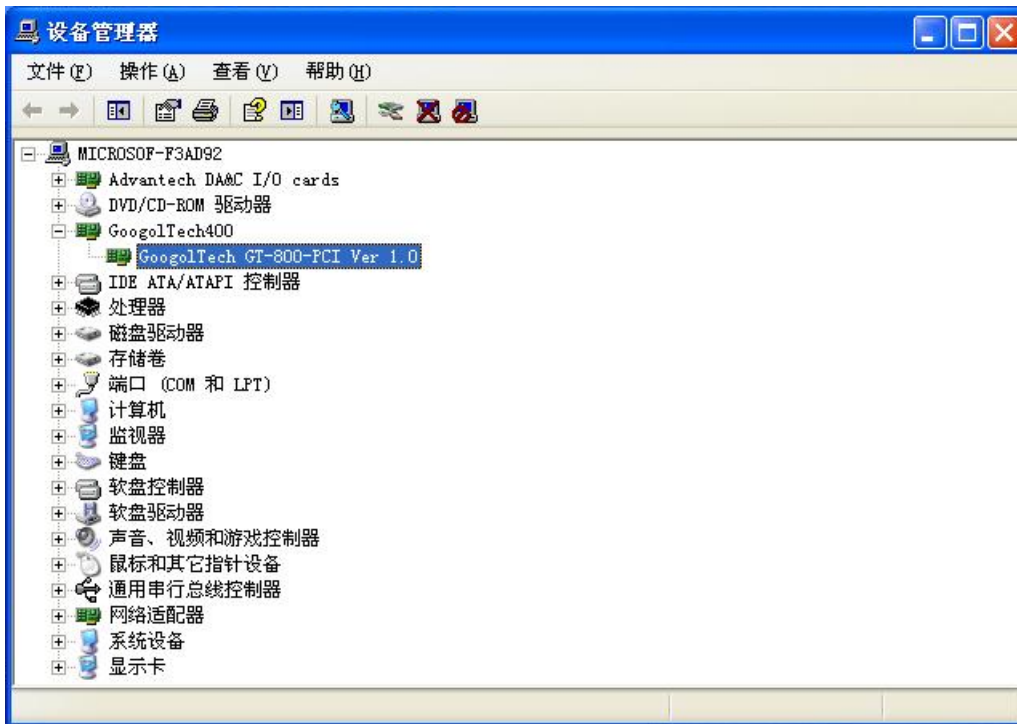 设备管理器
文件(F) 操作(A) 查看(V) 帮助(H)
MICROSOF-F3AD92
Advantech DA&C I/O cards
DVD/CD-ROM 驱动器
GoogolTech400
GoogolTech GT-800-PCI Ver 1.0
IDE ATA/ATAPI 控制器
处理器
磁盘驱动器
存储卷
端口 (COM 和 LPT)
计算机
监视器
键盘
软盘控制器
软盘驱动器
声音、视频和游戏控制器
鼠标和其它指针设备
通用串行总线控制器
网络适配器
系统设备
显示卡